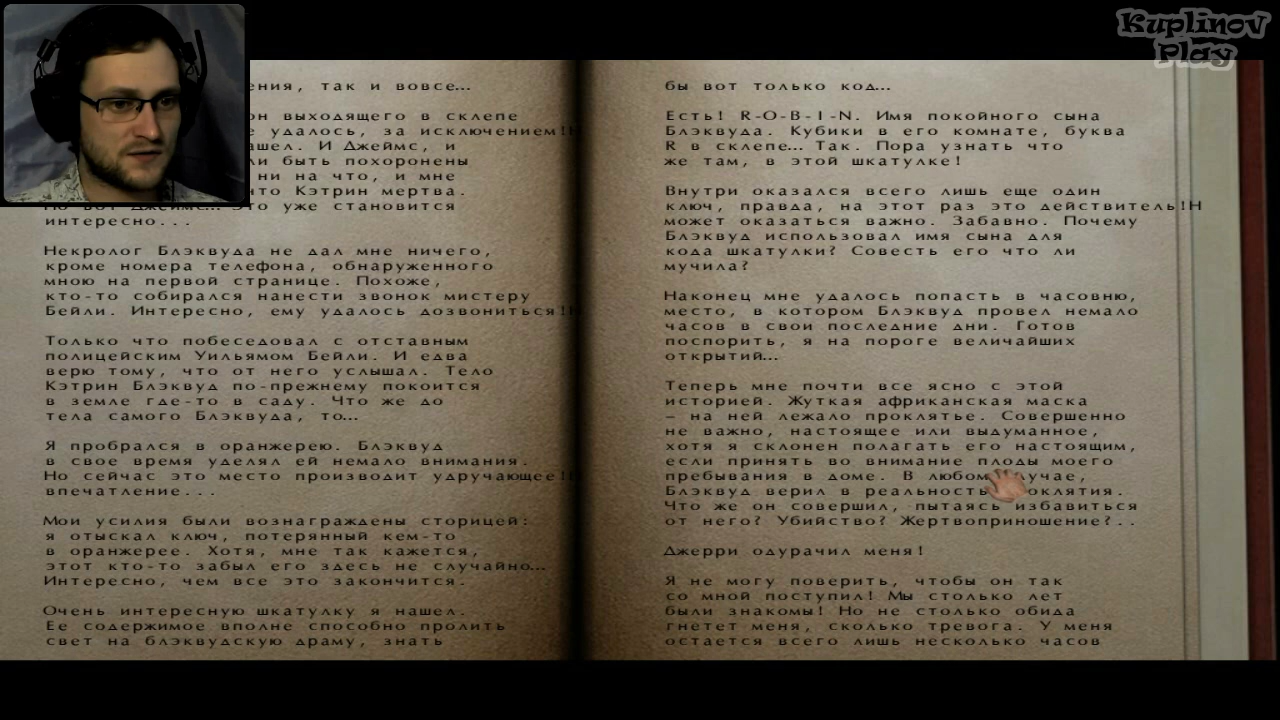 Kuplinov
Play
ения, так и вовсе...
он выходящего в склепе
е удалось, за исключением!Н
ашел. И Джеймс, и
ли быть похоронены
ни на что, и мне
что Кэтрин мертва.
Но вот Джеймс... Это уже становится
интересно...
Некролог Блэквуда не дал мне ничего,
кроме номера телефона, обнаруженного
мною на первой странице. Похоже,
кто-то собирался нанести звонок мистеру
Бейли. Интересно, ему удалось дозвониться!Н
Только что побеседовал с отставным
полицейским Уильямом Бейли. И едва
верю тому, что от него услышал. Тело
Кэтрин Блэквуд по-прежнему покоится
в земле где-то в саду. Что же до
тела самого Блэквуда, то...
Я пробрался в оранжерею. Блэквуд
в свое время уделял ей немало внимания.
Но сейчас это место производит удручающее!Н
впечатление...
Мои усилия были вознаграждены сторицей:
я отыскал ключ, потерянный кем-то
в оранжерее. Хотя, мне так кажется,
этот кто-то забыл его здесь не случайно...
Интересно, чем все это закончится.
Очень интересную шкатулку я нашел.
Ее содержимое вполне способно пролить
свет на блэквудскую драму, знать
бы вот только код...
Есть! R-O-B-I-N. Имя покойного сына
Блэквуда. Кубики в его комнате, буква
R в склепе... Так. Пора узнать что
же там, в этой шкатулке!
Внутри оказался всего лишь еще один
ключ, правда, на этот раз это действитель!Н
может оказаться важно. Забавно. Почему
Блэквуд использовал имя сына для
кода шкатулки? Совесть его что ли
мучила?
Наконец мне удалось попасть в часовню,
место, в котором Блэквуд провел немало
часов в свои последние дни. Готов
поспорить, я на пороге величайших
открытий...
Теперь мне почти все ясно с этой
историей. Жуткая африканская маска
– на ней лежало проклятье. Совершенно
не важно, настоящее или выдуманное,
хотя я склонен полагать его настоящим,
если принять во внимание плоды моего
пребывания в доме. В любом лучае,
Блэквуд верил в реальность оклятия.
Что же он совершил, пытаясь избавиться
от него? Убийство? Жертвоприношение?..
Джерри одурачил меня!
Я не могу поверить, чтобы он так
со мной поступил! Мы столько лет
были знакомы! Но не столько обида
гнетет меня, сколько тревога. У меня
остается всего лишь несколько часов